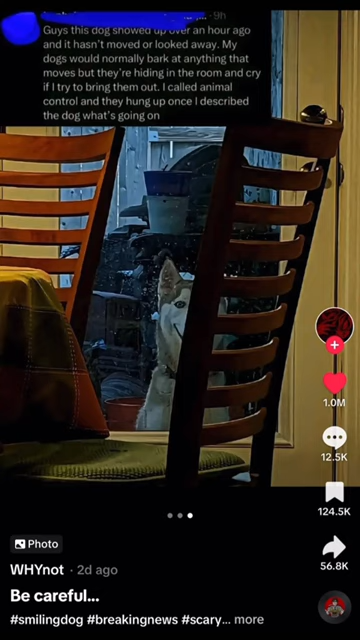 · 9h
Guys this dog showed up over an hour ago
and it hasn't moved or looked away. My
dogs would normally bark at anything that
moves but they're hiding in the room and cry
if I try to bring them out. I called animal
control and they hung up once I described
the dog what's going on
1.0M
12.5K
124.5K
56.8K
Photo
WHYnot · 2d ago
Be careful...
#smilingdog #breakingnews #scary... more